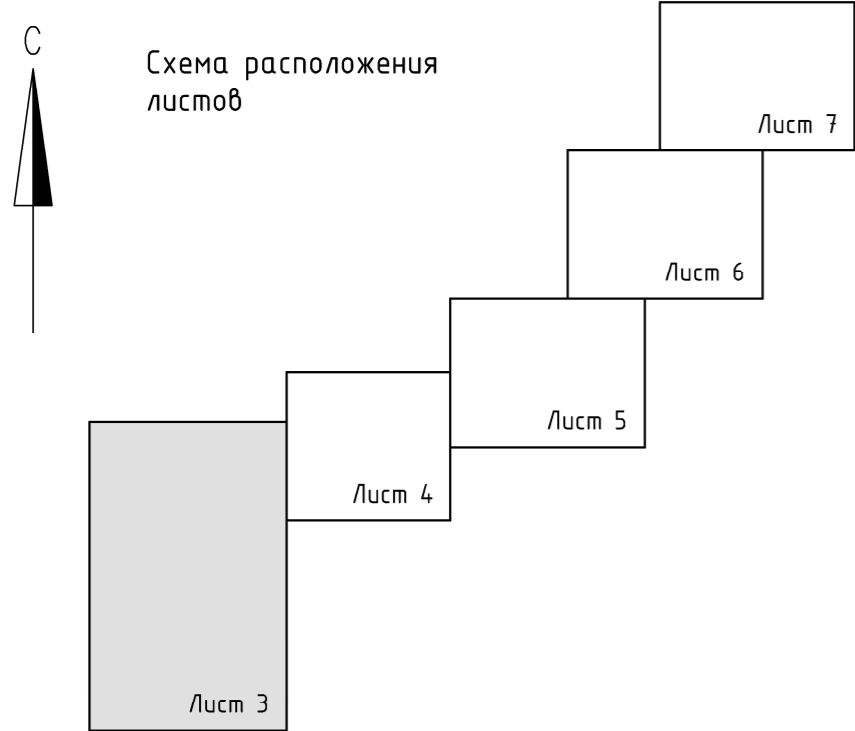 С
Схема расположения
листов
Лист 7
Лист 6
Лист 5
Лист 4
Лист 3